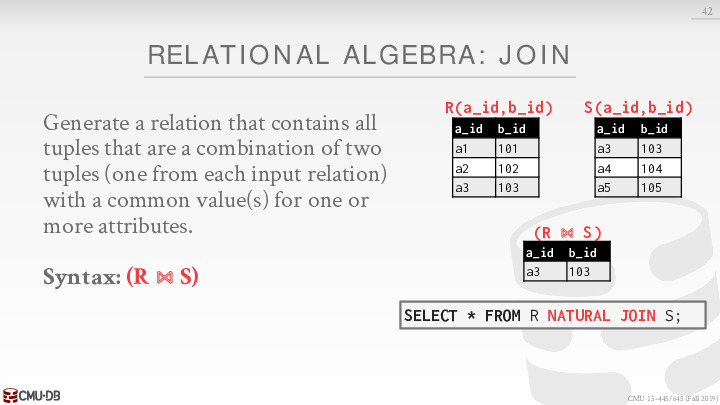 42
RELATIONAL ALGEBRA: JOIN
Generate a relation that contains all
tuples that are a combination of two
tuples (one from each input relation)
with a common value(s) for one or
more attributes.
Syntax: (R ⋈ S)
R(a_id,b_id)
a_id b_id
a1 101
a2 102
a3 103
S(a_id,b_id)
a_id b_id
a3 103
a4 104
a5 105
(R ⋈ S)
a_id b_id
a3 103
SELECT * FROM R NATURAL JOIN S;
CMU·DB
CMU 15-445/645 (Fall 2019)